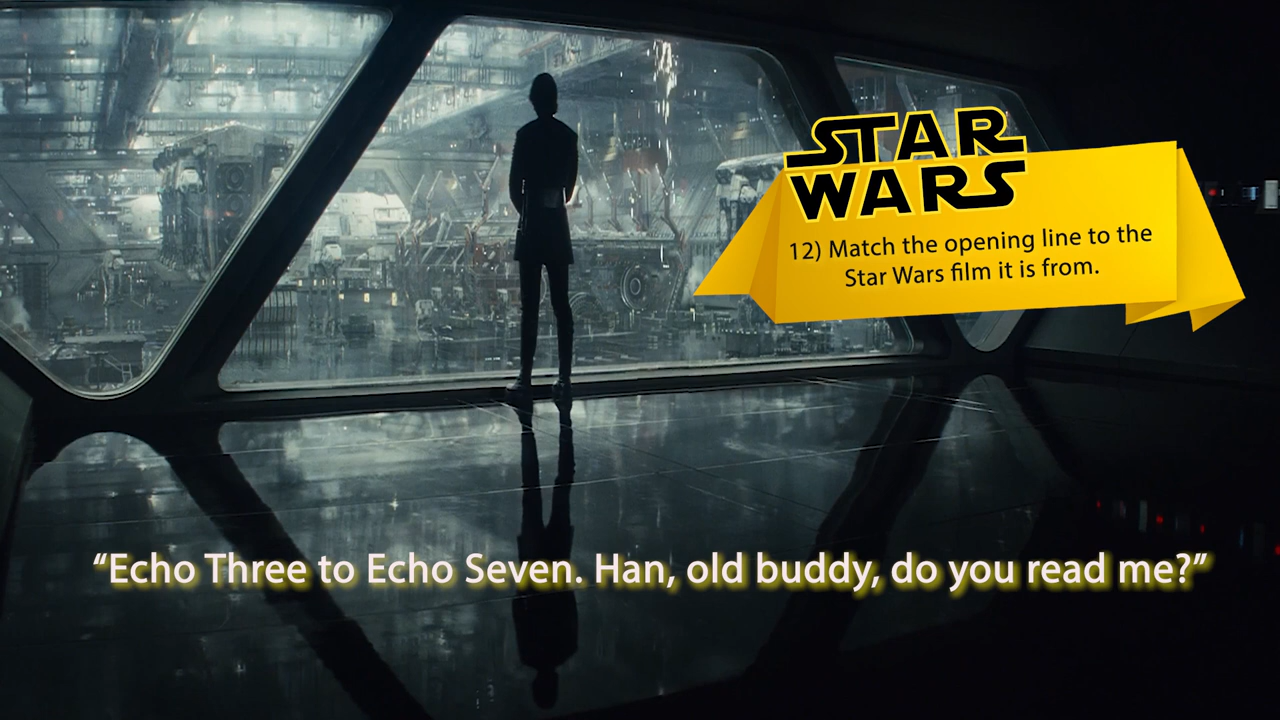 STAR
WARS
12) Match the opening line to the
Star Wars film it is from.
“Echo Three to Echo Seven. Han, old buddy, do you read me?”